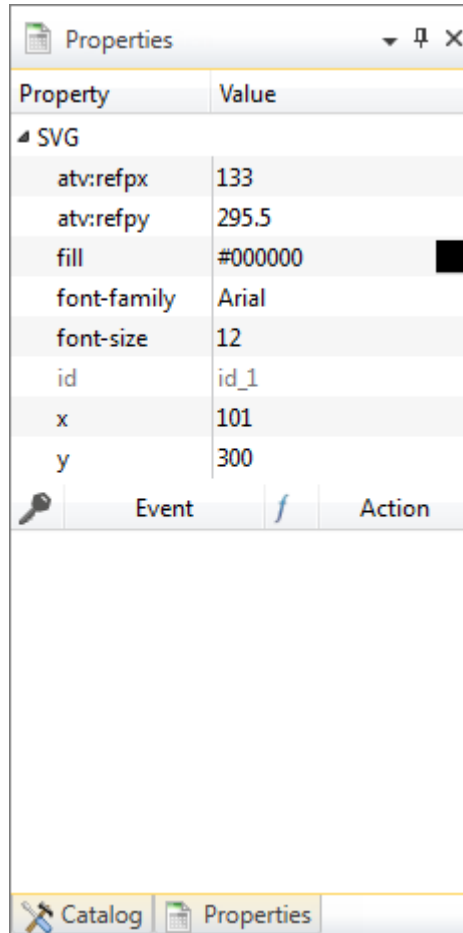 Properties
Property Value
SVG
atv:refpx 133
atv:refpy 295.5
fill #000000
font-family Arial
font-size 12
id id_1
x 101
y 300
Event f Action
Catalog Properties